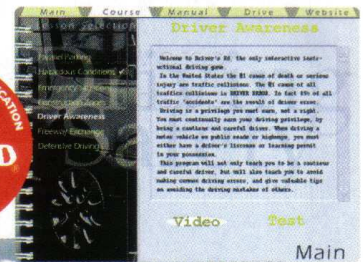 Main Course Manual Drive Website
Lesson Selection
Driver Awareness
Parallel Parking
Hazardous Conditions
Emergency Situations
Driver Awareness
Freeway Exchange
Defensive Driving
Welcome to Driver's Ed, the only interactive instructional driving game.
In the United States the #1 cause of death or serious
injury are traffic collisions. The #1 cause of all
traffic collisions is DRIVER ERROR. In fact 85% of all
traffic "accidents" are the result of driver error.
Driving is a privilege you must earn, not a right.
You must continually earn your driving privilege, by
being a cautious and careful driver. When driving a
motor vehicle on public roads or highways, you must
either have a driver's license or learning permit
in your possession.
This program will not only teach you to be a cautious
and careful driver, but will also teach you to avoid
making common driving errors, and give valuable tips
on avoiding the driving mistakes of others.
Video Test
Main